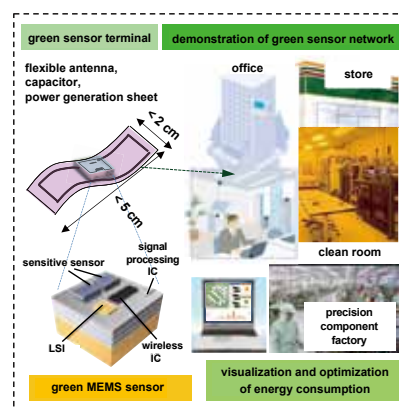 green sensor terminal
demonstration of green sensor network
flexible antenna,
capacitor,
power generation sheet
office
store
< 2 cm
< 5 cm
clean room
sensitive sensor
signal
processing
IC
LSI
wireless
IC
precision
component
factory
green MEMS sensor
visualization and optimization
of energy consumption